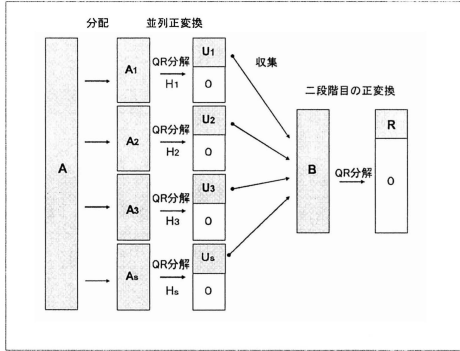 分配
並列正変換
収集
二段階目の正変換
A
A1
QR分解
H1
U1
0
A2
QR分解
H2
U2
0
A3
QR分解
H3
U3
0
As
QR分解
Hs
Us
0
B
QR分解
R
0